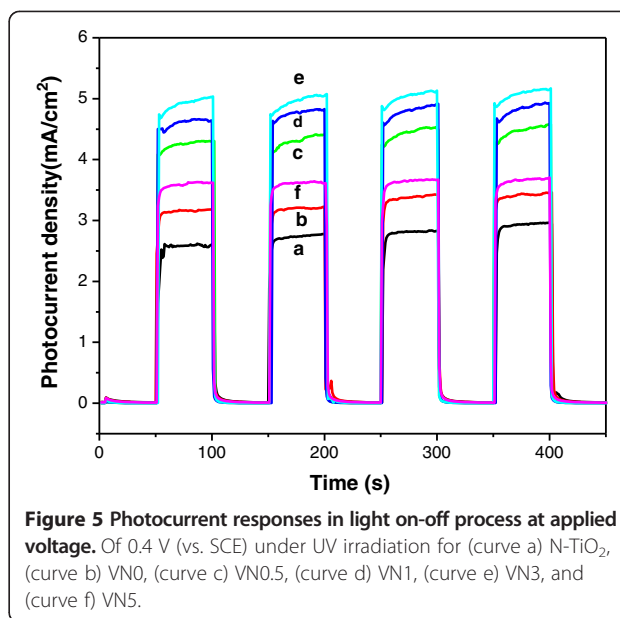 6
5
4
3
2
1
0
Photocurrent density(mA/cm²)
e
d
c
f
b
a
0 100 200 300 400
Time (s)
Figure 5 Photocurrent responses in light on-off process at applied
voltage. Of 0.4 V (vs. SCE) under UV irradiation for (curve a) N-TiO₂,
(curve b) VN0, (curve c) VN0.5, (curve d) VN1, (curve e) VN3, and
(curve f) VN5.